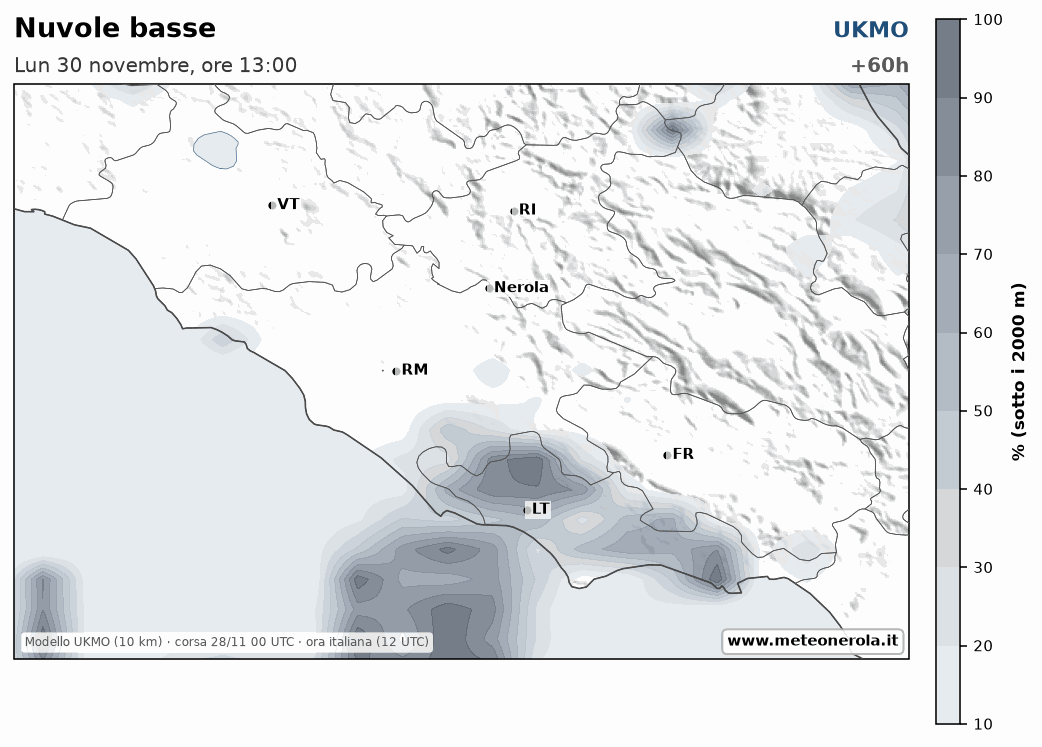 Nuvole basse
UKMO
Lun 30 novembre, ore 13:00
+60h
VT
RI
Nerola
RM
FR
LT
Modello UKMO (10 km) · corsa 28/11 00 UTC · ora italiana (12 UTC)
www.meteonerola.it
100
90
80
70
60
50
40
30
20
10
% (sotto i 2000 m)